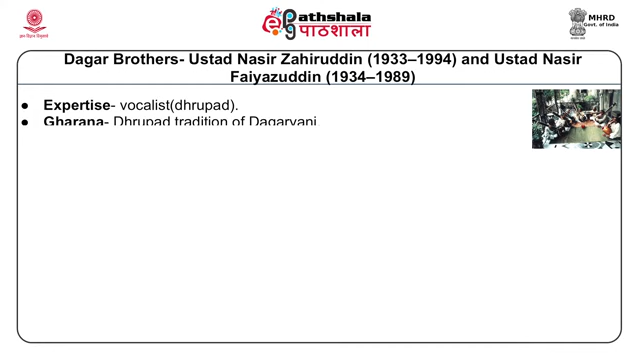 ePathshala
पाठशाला
MHRD
Govt. of India
Dagar Brothers- Ustad Nasir Zahiruddin (1933–1994) and Ustad Nasir
Faiyazuddin (1934–1989)
● Expertise- vocalist(dhrupad).
● Gharana- Dhrupad tradition of Dagarvani